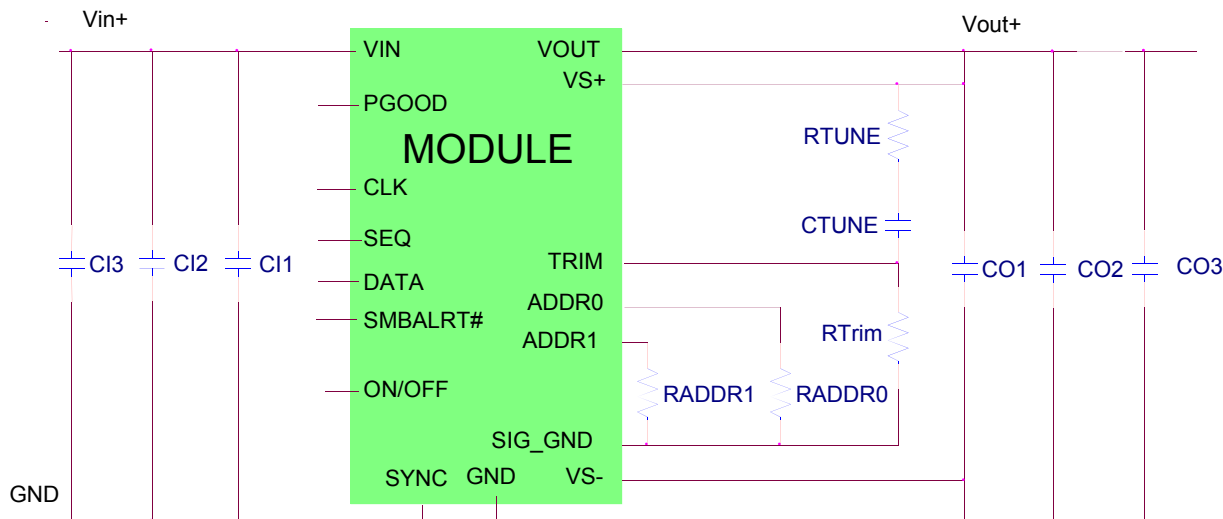 Vin+
Vout+
VIN
VOUT
VS+
PGOOD
MODULE
RTUNE
CLK
CTUNE
SEQ
TRIM
CI3
CI2
CI1
DATA
CO1
CO2
CO3
ADDR0
SMBALRT#
ADDR1
RTrim
ON/OFF
RADDR1
RADDR0
SIG_GND
SYNC
GND
VS-
GND